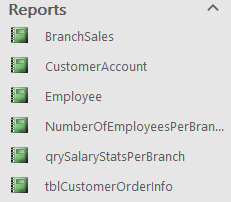 Reports
BranchSales
CustomerAccount
Employee
NumberOfEmployeesPerBran...
qrySalaryStatsPerBranch
tblCustomerOrderInfo